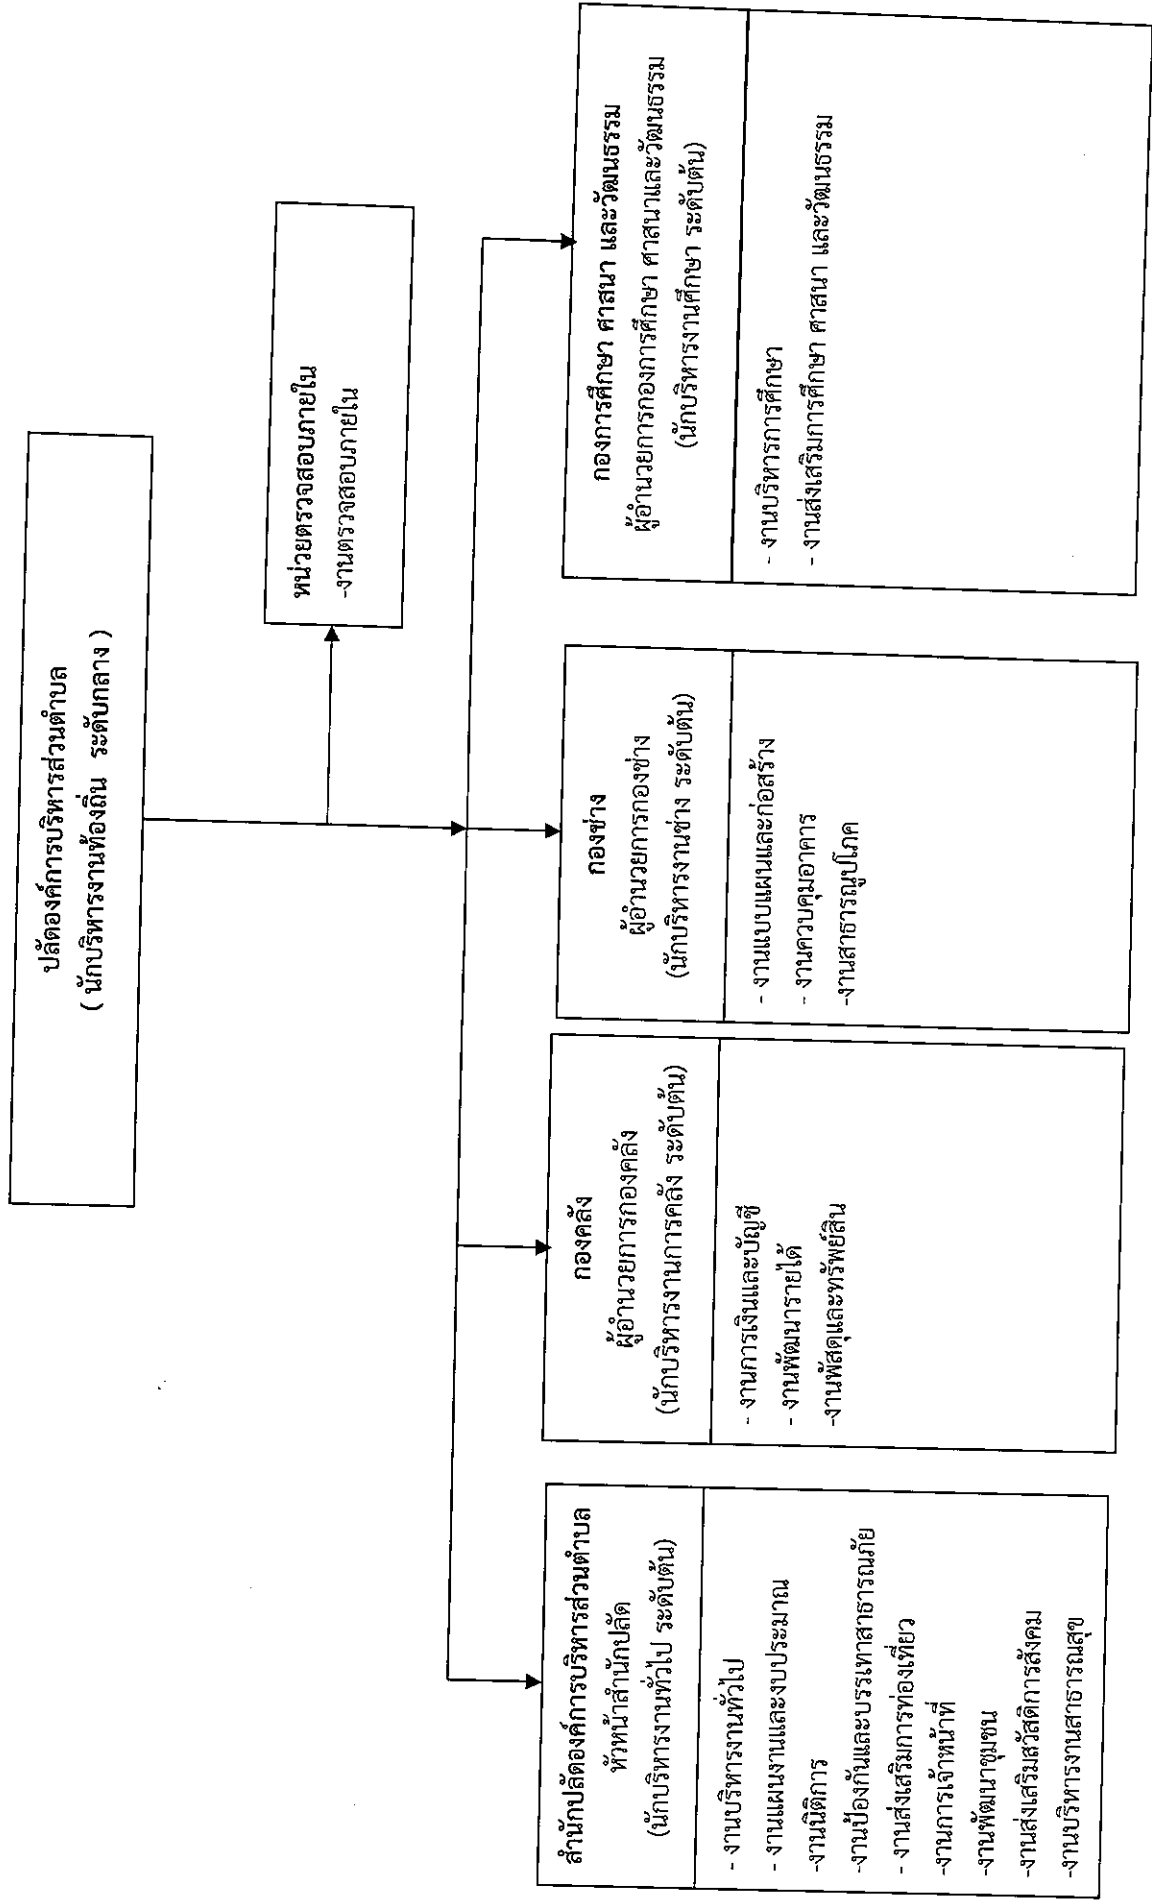 ปลัดองค์การบริหารส่วนตำบล
( นักบริหารงานท้องถิ่น ระดับกลาง )
หน่วยตรวจสอบภายใน
-งานตรวจสอบภายใน
สำนักปลัดองค์การบริหารส่วนตำบล
หัวหน้าสำนักปลัด
(นักบริหารงานทั่วไป ระดับต้น)
- งานบริหารงานทั่วไป
- งานแผนงานและงบประมาณ
-งานนิติการ
-งานป้องกันและบรรเทาสาธารณภัย
- งานส่งเสริมการท่องเที่ยว
-งานการเจ้าหน้าที่
-งานพัฒนาชุมชน
-งานส่งเสริมสวัสดิการสังคม
-งานบริหารงานสาธารณสุข
กองคลัง
ผู้อำนวยการกองคลัง
(นักบริหารงานการคลัง ระดับต้น)
- งานการเงินและบัญชี
- งานพัฒนารายได้
-งานพัสดุและทรัพย์สิน
กองช่าง
ผู้อำนวยการกองช่าง
(นักบริหารงานช่าง ระดับต้น)
- งานแบบแผนและก่อสร้าง
- งานควบคุมอาคาร
-งานสาธารณูปโภค
กองการศึกษา ศาสนา และวัฒนธรรม
ผู้อำนวยการกองการศึกษา ศาสนาและวัฒนธรรม
(นักบริหารงานศึกษา ระดับต้น)
- งานบริหารการศึกษา
- งานส่งเสริมการศึกษา ศาสนา และวัฒนธรรม